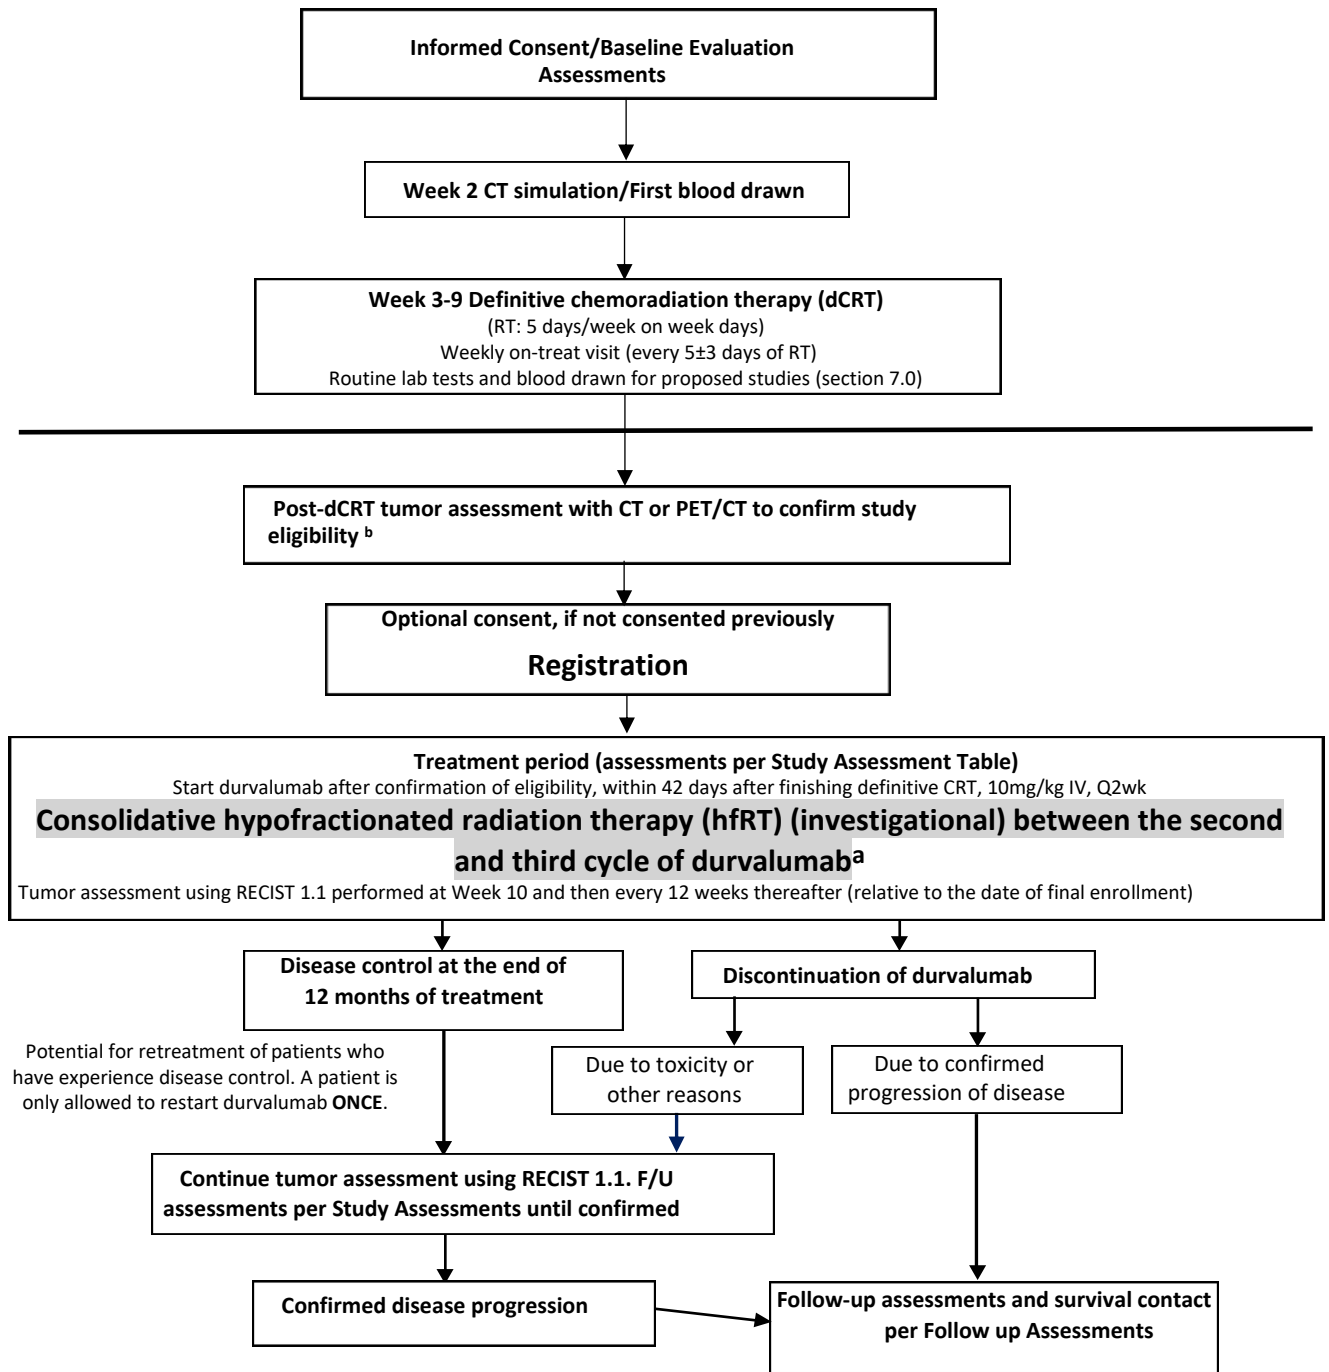 Informed Consent/Baseline Evaluation
Assessments
Week 2 CT simulation/First blood drawn
Week 3-9 Definitive chemoradiation therapy (dCRT)
(RT: 5 days/week on week days)
Weekly on-treat visit (every 5±3 days of RT)
Routine lab tests and blood drawn for proposed studies (section 7.0)
Post-dCRT tumor assessment with CT or PET/CT to confirm study
eligibility b
Optional consent, if not consented previously
Registration
Treatment period (assessments per Study Assessment Table)
Start durvalumab after confirmation of eligibility, within 42 days after finishing definitive CRT, 10mg/kg IV, Q2wk
Consolidative hypofractionated radiation therapy (hfRT) (investigational) between the second
and third cycle of durvalumaba
Tumor assessment using RECIST 1.1 performed at Week 10 and then every 12 weeks thereafter (relative to the date of final enrollment)
Disease control at the end of
12 months of treatment
Discontinuation of durvalumab
Potential for retreatment of patients who
have experience disease control. A patient is
only allowed to restart durvalumab ONCE.
Due to toxicity or
other reasons
Due to confirmed
progression of disease
Continue tumor assessment using RECIST 1.1. F/U
assessments per Study Assessments until confirmed
Confirmed disease progression
Follow-up assessments and survival contact
per Follow up Assessments